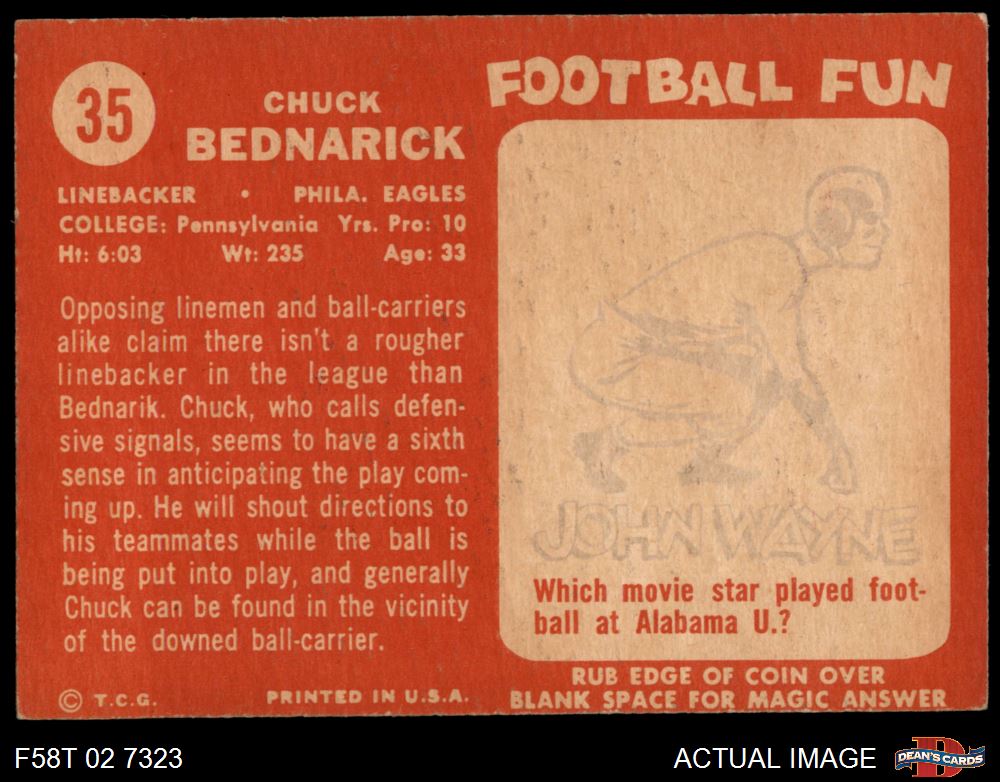 35
CHUCK
BEDNARICK
LINEBACKER • PHILA. EAGLES
COLLEGE: Pennsylvania Yrs. Pro: 10
Ht: 6:03 Wt: 235 Age: 33
Opposing linemen and ball-carriers
alike claim there isn't a rougher
linebacker in the league than
Bednarik. Chuck, who calls defen-
sive signals, seems to have a sixth
sense in anticipating the play com-
ing up. He will shout directions to
his teammates while the ball is
being put into play, and generally
Chuck can be found in the vicinity
of the downed ball-carrier.
© T.C.G. PRINTED IN U.S.A.
FOOTBALL FUN
JOHN WAYNE
Which movie star played foot-
ball at Alabama U.?
RUB EDGE OF COIN OVER
BLANK SPACE FOR MAGIC ANSWER
F58T 02 7323
ACTUAL IMAGE
D
DEAN'S CARDS